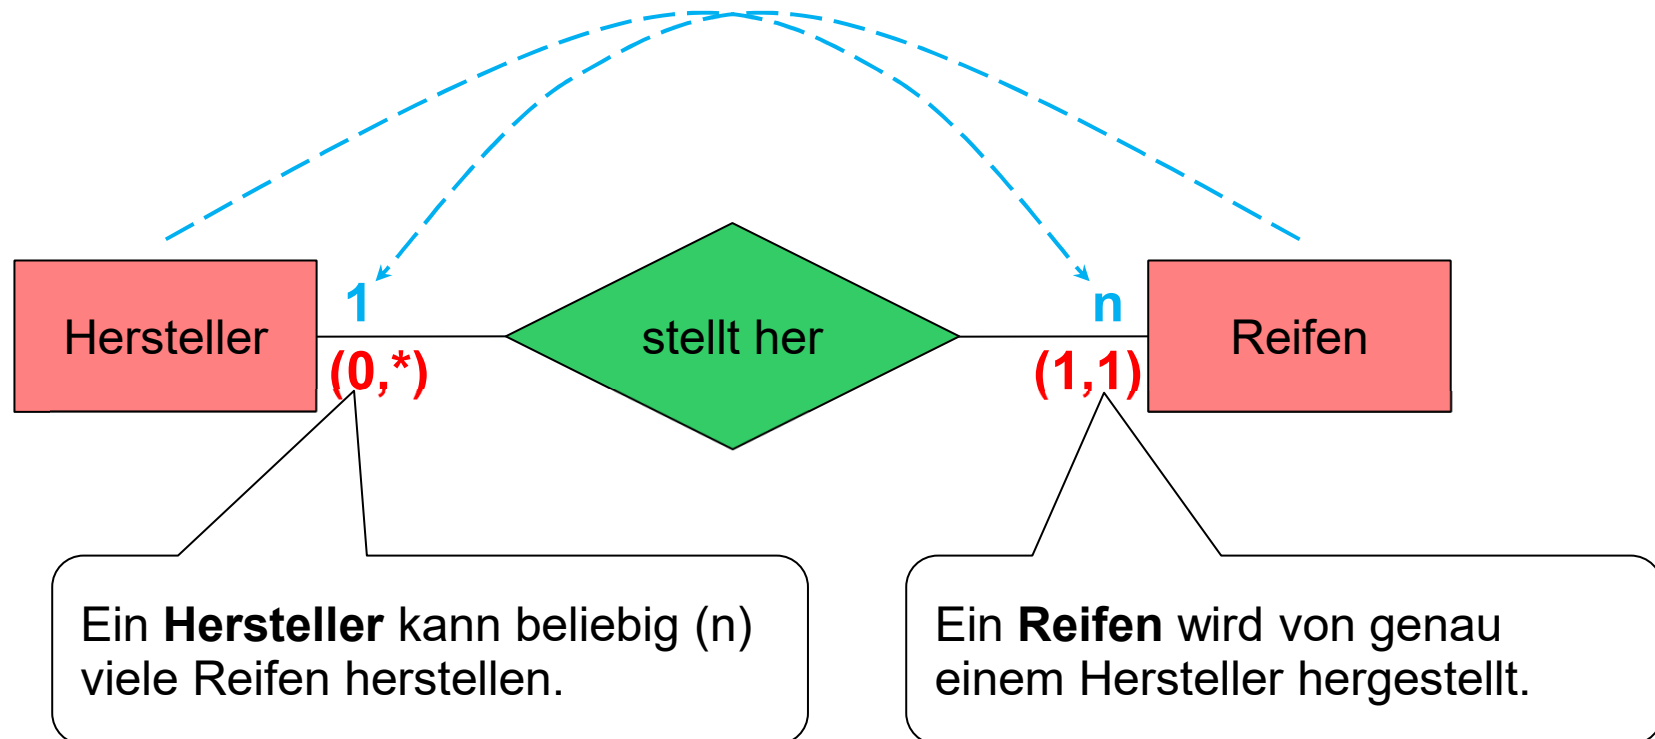 1
n
Hersteller
stellt her
Reifen
(0,*)
(1,1)
Ein Hersteller kann beliebig (n)
viele Reifen herstellen.
Ein Reifen wird von genau
einem Hersteller hergestellt.